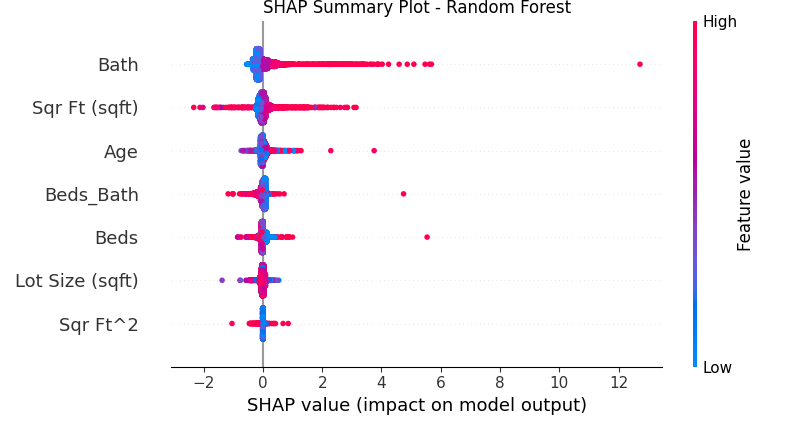 SHAP Summary Plot - Random Forest
High
Bath
Sqr Ft (sqft)
Age
Beds_Bath
Beds
Lot Size (sqft)
Sqr Ft^2
Feature value
Low
−2 0 2 4 6 8 10 12
SHAP value (impact on model output)